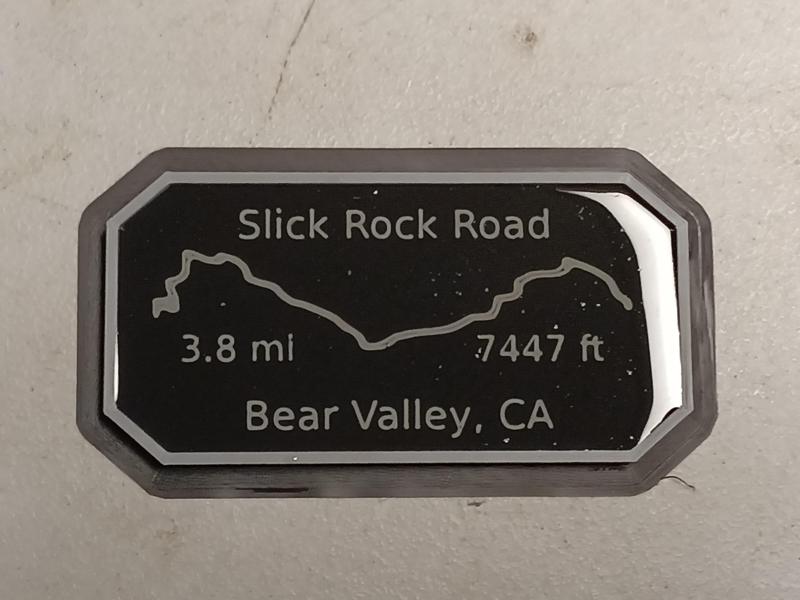 Slick Rock Road
3.8 mi 7447 ft
Bear Valley, CA